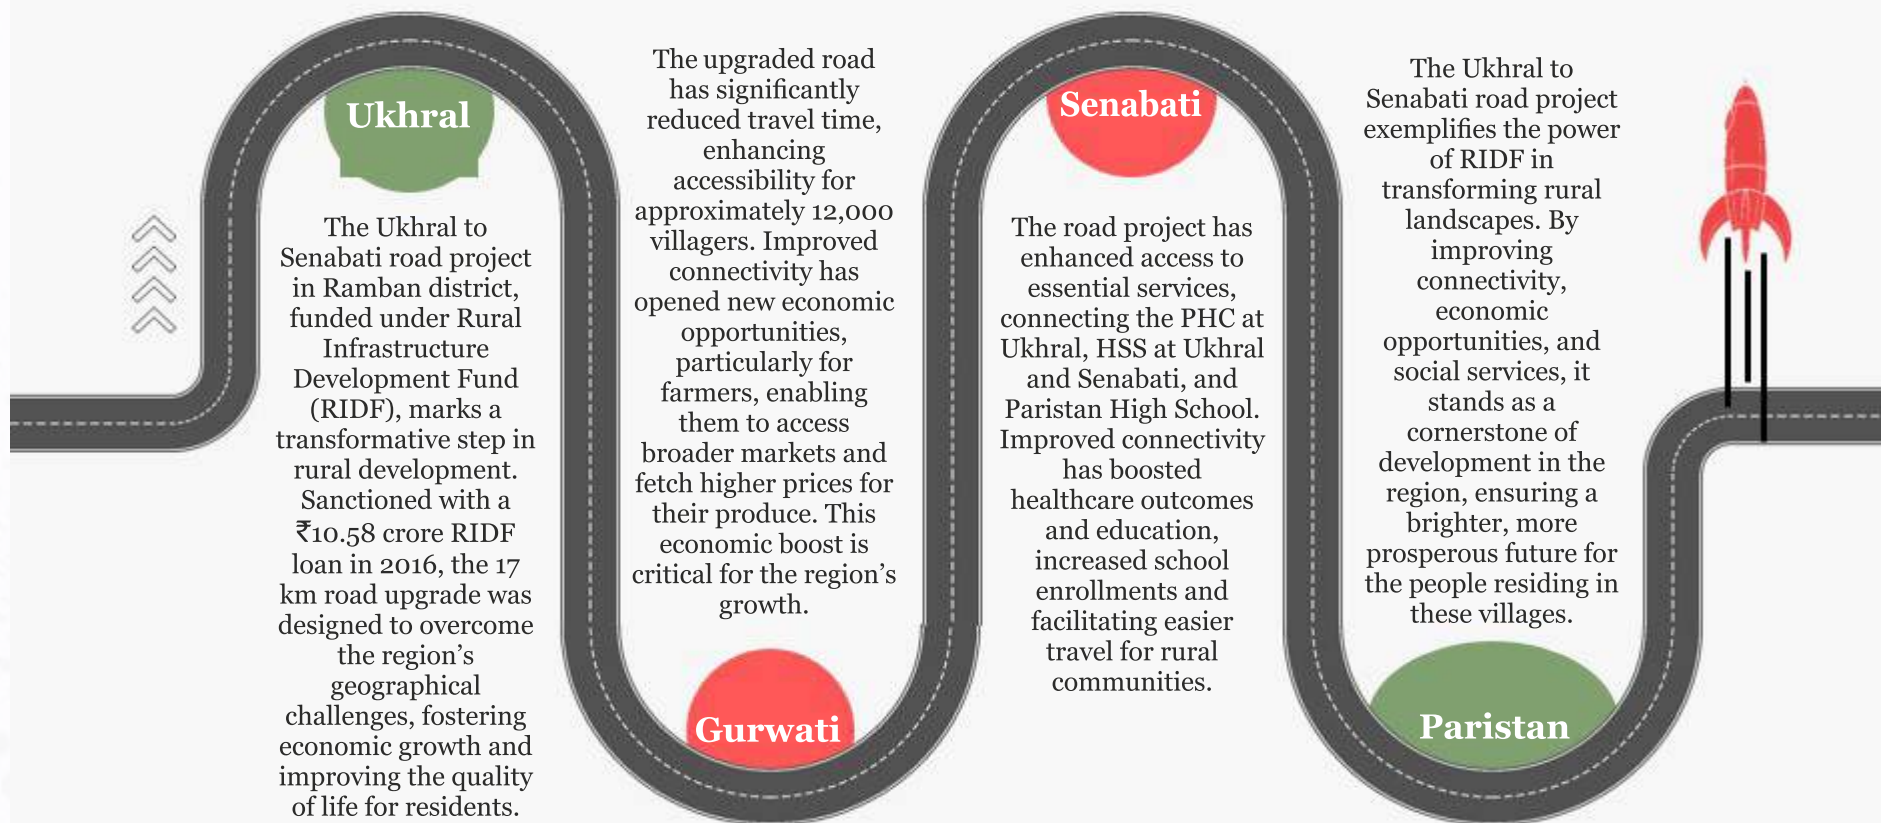 Ukhral
The Ukhral to
Senabati road project
in Ramban district,
funded under Rural
Infrastructure
Development Fund
(RIDF), marks a
transformative step in
rural development.
Sanctioned with a
₹10.58 crore RIDF
loan in 2016, the 17
km road upgrade was
designed to overcome
the region’s
geographical
challenges, fostering
economic growth and
improving the quality
of life for residents.
The upgraded road
has significantly
reduced travel time,
enhancing
accessibility for
approximately 12,000
villagers. Improved
connectivity has
opened new economic
opportunities,
particularly for
farmers, enabling
them to access
broader markets and
fetch higher prices for
their produce. This
economic boost is
critical for the region’s
growth.
Gurwati
Senabati
The road project has
enhanced access to
essential services,
connecting the PHC at
Ukhral, HSS at Ukhral
and Senabati, and
Paristan High School.
Improved connectivity
has boosted
healthcare outcomes
and education,
increased school
enrollments and
facilitating easier
travel for rural
communities.
The Ukhral to
Senabati road project
exemplifies the power
of RIDF in
transforming rural
landscapes. By
improving
connectivity,
economic
opportunities, and
social services, it
stands as a
cornerstone of
development in the
region, ensuring a
brighter, more
prosperous future for
the people residing in
these villages.
Paristan